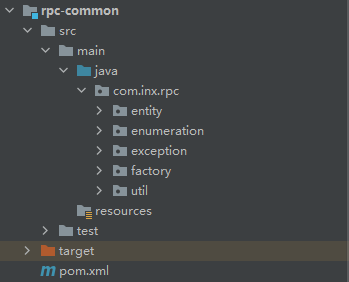 rpc-common
src
main
java
com.inx.rpc
entity
enumeration
exception
factory
util
resources
test
target
pom.xml